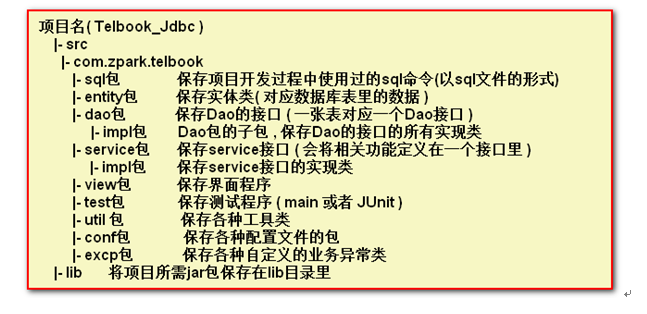 项目名( Telbook_Jdbc )
|- src
|- com.zpark.telbook
|- sql包 保存项目开发过程中使用过的sql命令(以sql文件的形式)
|- entity包 保存实体类( 对应数据库表里的数据 )
|- dao包 保存Dao的接口 ( 一张表对应一个Dao接口 )
|- impl包 Dao包的子包 , 保存Dao的接口的所有实现类
|- service包 保存service接口 ( 会将相关功能定义在一个接口里 )
|- impl包 保存service接口的实现类
|- view包 保存界面程序
|- test包 保存测试程序 ( main 或者 JUnit )
|- util 包 保存各种工具类
|- conf包 保存各种配置文件的包
|- excp包 保存各种自定义的业务异常类
|- lib 将项目所需jar包保存在lib目录里